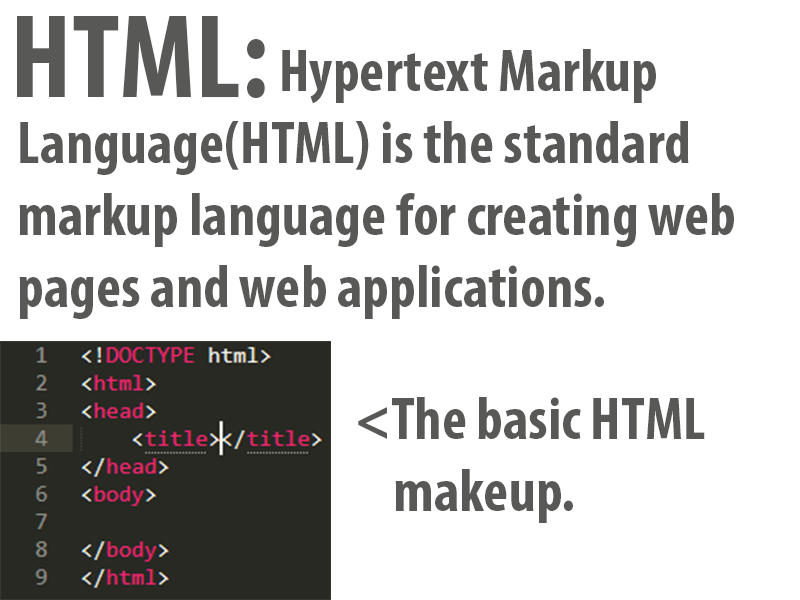 HTML: Hypertext Markup
Language(HTML) is the standard
markup language for creating web
pages and web applications.
1 <!DOCTYPE html>
2 <html>
3 <head>
4     <title></title>
5 </head>
6 <body>
7
8 </body>
9 </html>
<The basic HTML
makeup.